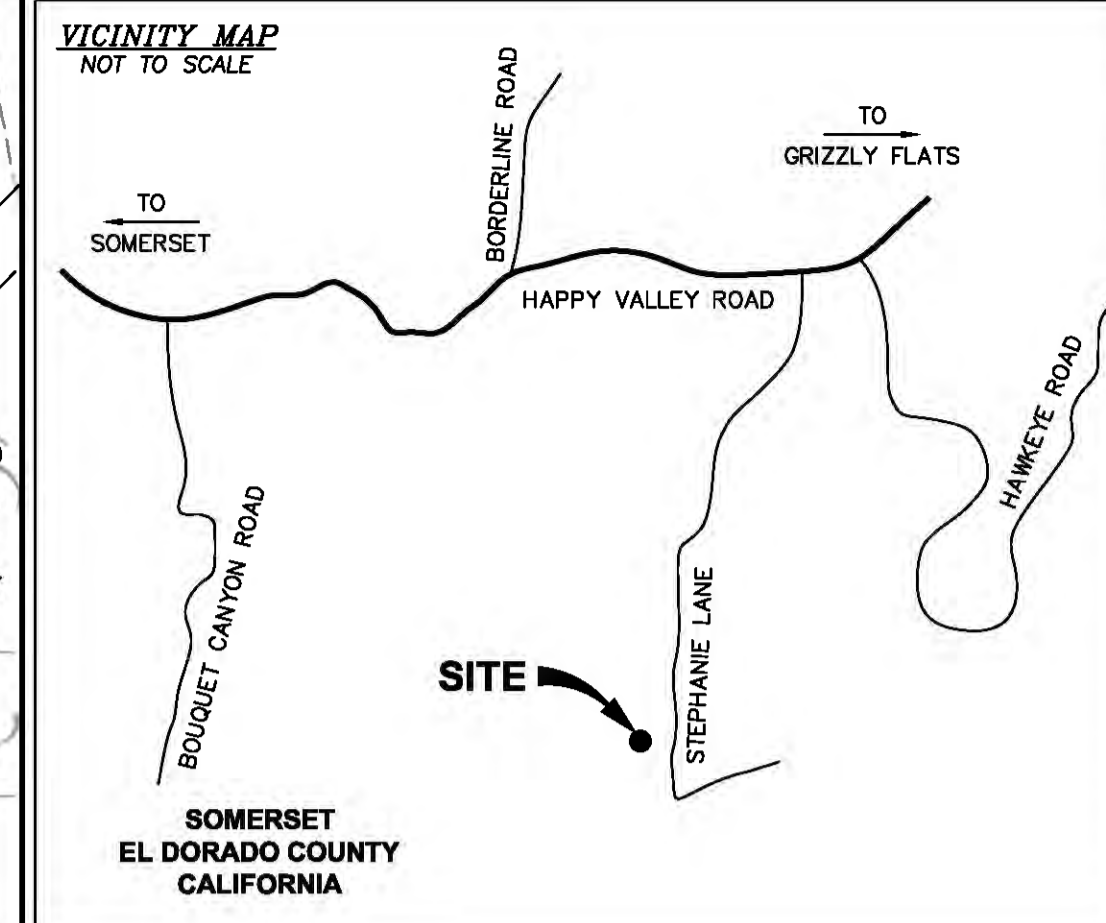 VICINITY MAP
NOT TO SCALE
BORDERLINE ROAD
TO
GRIZZLY FLATS
TO
SOMERSET
HAPPY VALLEY ROAD
HAWKEYE ROAD
BOUQUET CANYON ROAD
STEPHANIE LANE
SITE
SOMERSET
EL DORADO COUNTY
CALIFORNIA